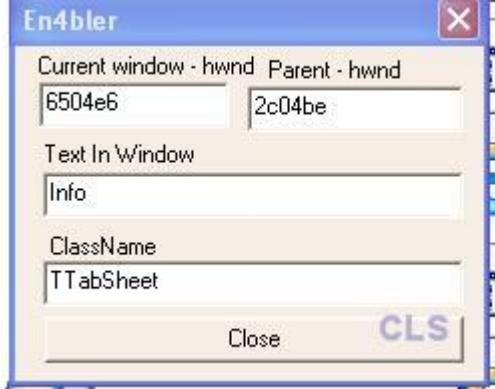 En4bler
Current window - hwnd Parent - hwnd
6504e6 2c04be
Text In Window
Info
ClassName
TTabSheet
Close CLS